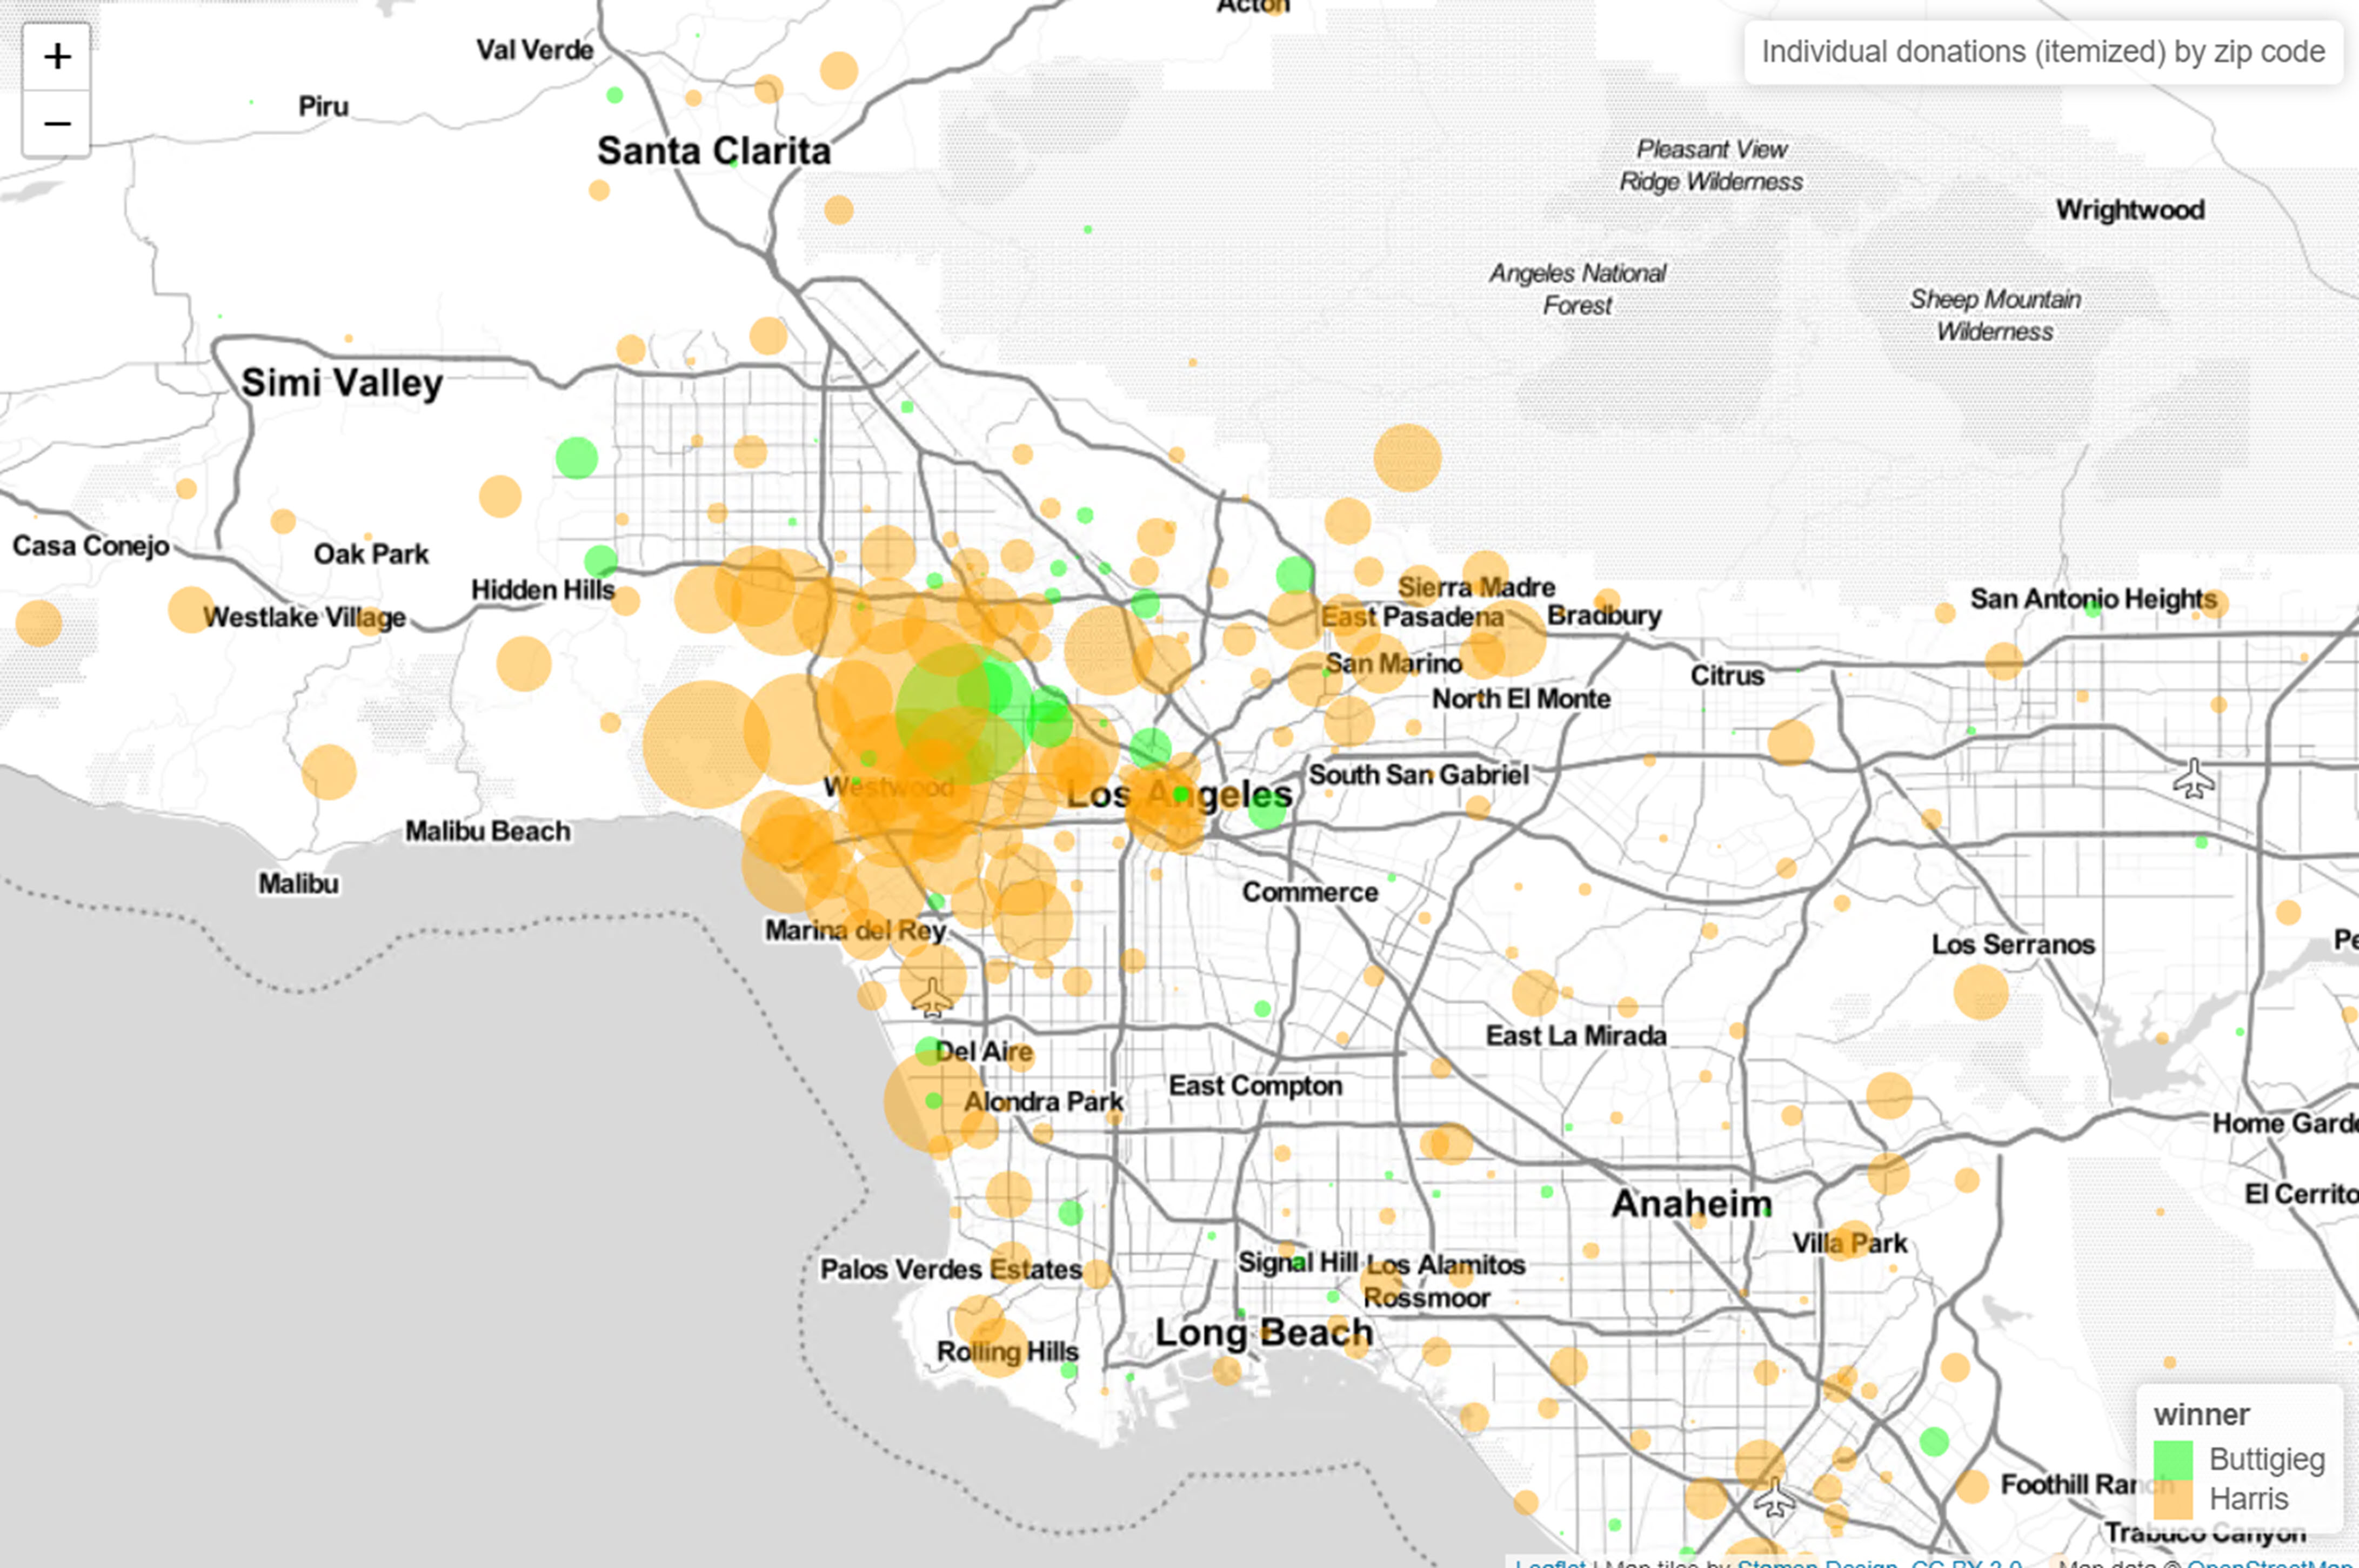 Acton
+
Val Verde
Individual donations (itemized) by zip code
Piru
−
Santa Clarita
Pleasant View
Ridge Wilderness
Wrightwood
Angeles National
Forest
Sheep Mountain
Wilderness
Simi Valley
Casa Conejo
Oak Park
Hidden Hills
Sierra Madre
San Antonio Heights
Westlake Village
East Pasadena
Bradbury
San Marino
Citrus
North El Monte
Westwood
South San Gabriel
Los Angeles
Malibu Beach
Malibu
Commerce
Marina del Rey
Los Serranos
Pe
East La Mirada
Del Aire
East Compton
Alondra Park
Home Garde
El Cerrito
Anaheim
Villa Park
Palos Verdes Estates
Signal Hill
Los Alamitos
Rossmoor
Long Beach
Rolling Hills
winner
Buttigieg
Harris
Foothill Ranch
Trabuco Canyon
Leaflet | Map tiles by Stamen Design, CC BY 3.0 — Map data © OpenStreetMap